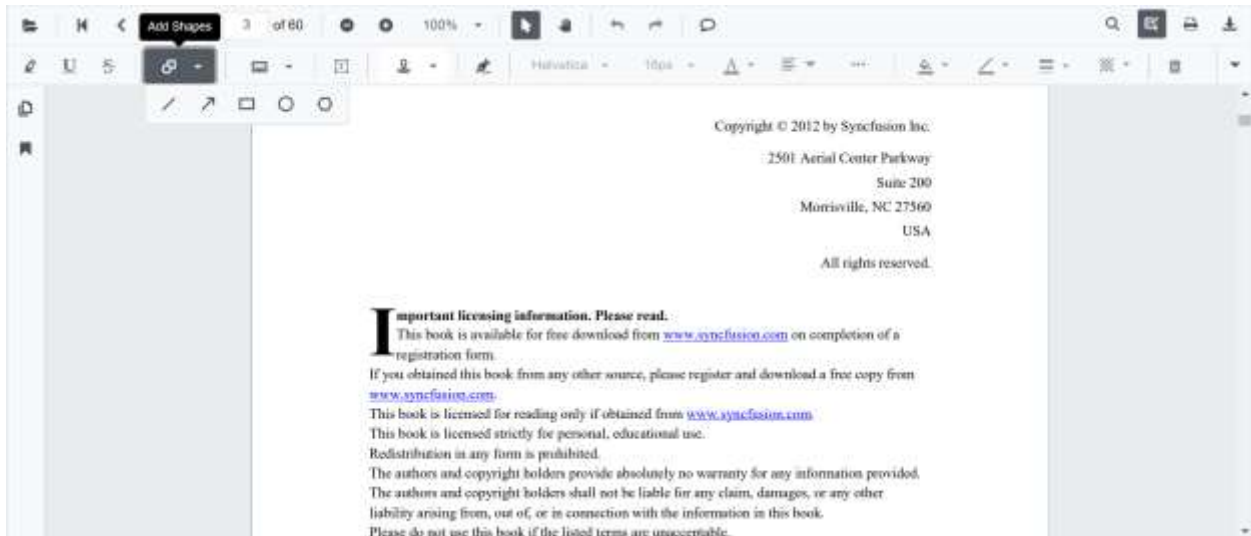 Add Shapes 3 of 60 100%
U S Helvetica 16px A
Copyright © 2012 by Syncfusion Inc.
2501 Aerial Center Parkway
Suite 200
Morrisville, NC 27560
USA
All rights reserved.
Important licensing information. Please read.
This book is available for free download from www.syncfusion.com on completion of a
registration form.
If you obtained this book from any other source, please register and download a free copy from
www.syncfusion.com.
This book is licensed for reading only if obtained from www.syncfusion.com.
This book is licensed strictly for personal, educational use.
Redistribution in any form is prohibited.
The authors and copyright holders provide absolutely no warranty for any information provided.
The authors and copyright holders shall not be liable for any claim, damages, or any other
liability arising from, out of, or in connection with the information in this book.
Please do not use this book if the listed terms are unacceptable.